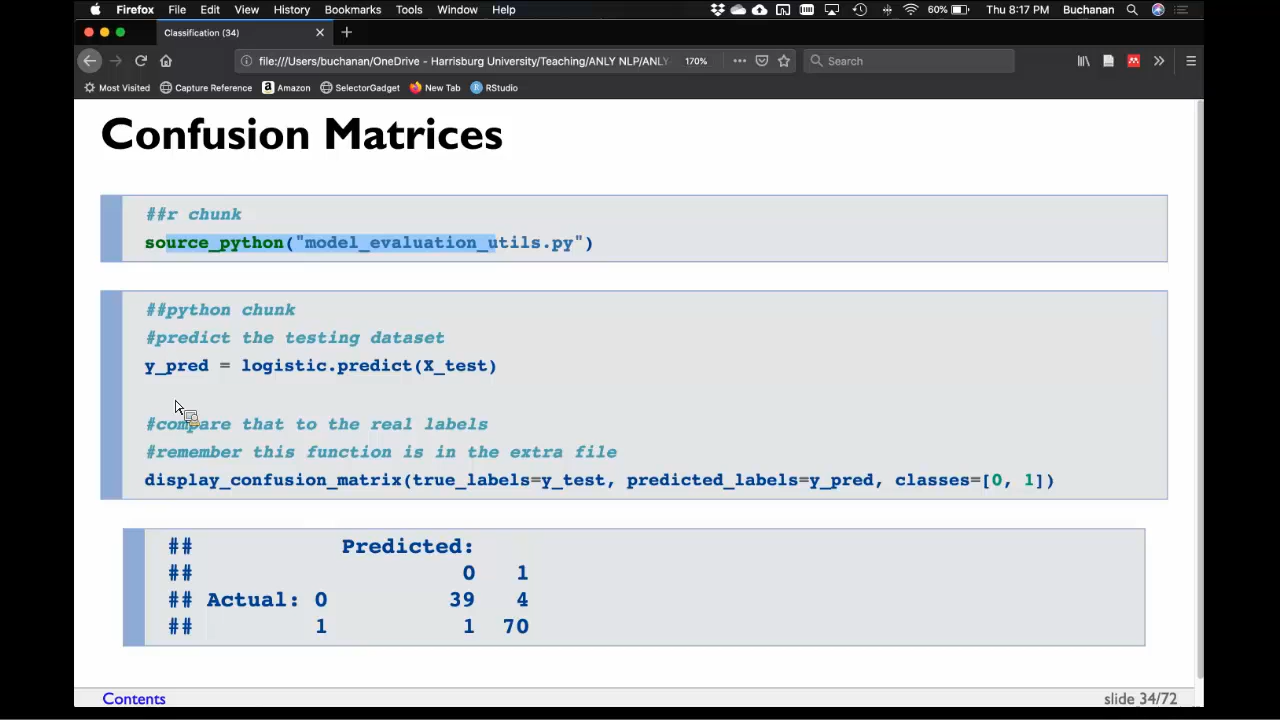 Firefox File Edit View History Bookmarks Tools Window Help 60% Thu 8:17 PM Buchanan
Classification (34)
file:///Users/buchanan/OneDrive - Harrisburg University/Teaching/ANLY NLP/ANLY 170% Search
Most Visited Capture Reference Amazon SelectorGadget New Tab RStudio
Confusion Matrices
##r chunk
source_python("model_evaluation_utils.py")
##python chunk
#predict the testing dataset
y_pred = logistic.predict(X_test)
#compare that to the real labels
#remember this function is in the extra file
display_confusion_matrix(true_labels=y_test, predicted_labels=y_pred, classes=[0, 1])
## Predicted:
## 0 1
## Actual: 0 39 4
## 1 1 70
Contents slide 34/72